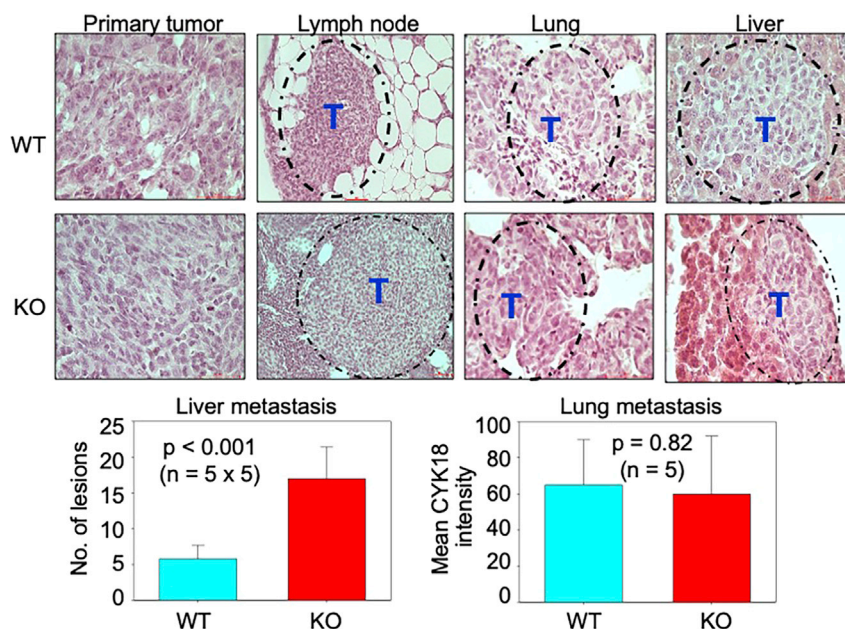 Primary tumor Lymph node Lung Liver
WT
T T T
KO
T T T
Liver metastasis
No. of lesions
25
20
15
10
5
0
p < 0.001
(n = 5 x 5)
WT KO
Lung metastasis
Mean CYK18
intensity
100
80
60
40
20
0
p = 0.82
(n = 5)
WT KO